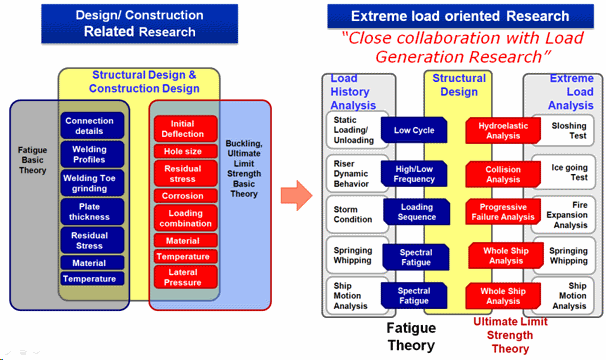 Design/ Construction
Related Research
Structural Design &
Construction Design
Fatigue
Basic
Theory
Connection
details
Welding
Profiles
Welding Toe
grinding
Plate
thickness
Residual
Stress
Material
Temperature
Initial
Deflection
Hole size
Residual
stress
Corrosion
Loading
combination
Material
Temperature
Lateral
Pressure
Buckling,
Ultimate
Limit
Strength
Basic
Theory
Extreme load oriented Research
“Close collaboration with Load
Generation Research”
Load
History
Analysis
Structural
Design
Extreme
Load
Analysis
Static
Loading/
Unloading
Low Cycle
Hydroelastic
Analysis
Sloshing
Test
Riser
Dynamic
Behavior
High/Low
Frequency
Collision
Analysis
Ice going
Test
Storm
Condition
Loading
Sequence
Progressive
Failure Analysis
Fire
Expansion
Analysis
Springing
Whipping
Spectral
Fatigue
Whole Ship
Analysis
Springing
Whipping
Ship
Motion
Analysis
Spectral
Fatigue
Whole Ship
Analysis
Ship
Motion
Analysis
Fatigue
Theory
Ultimate Limit
Strength
Theory